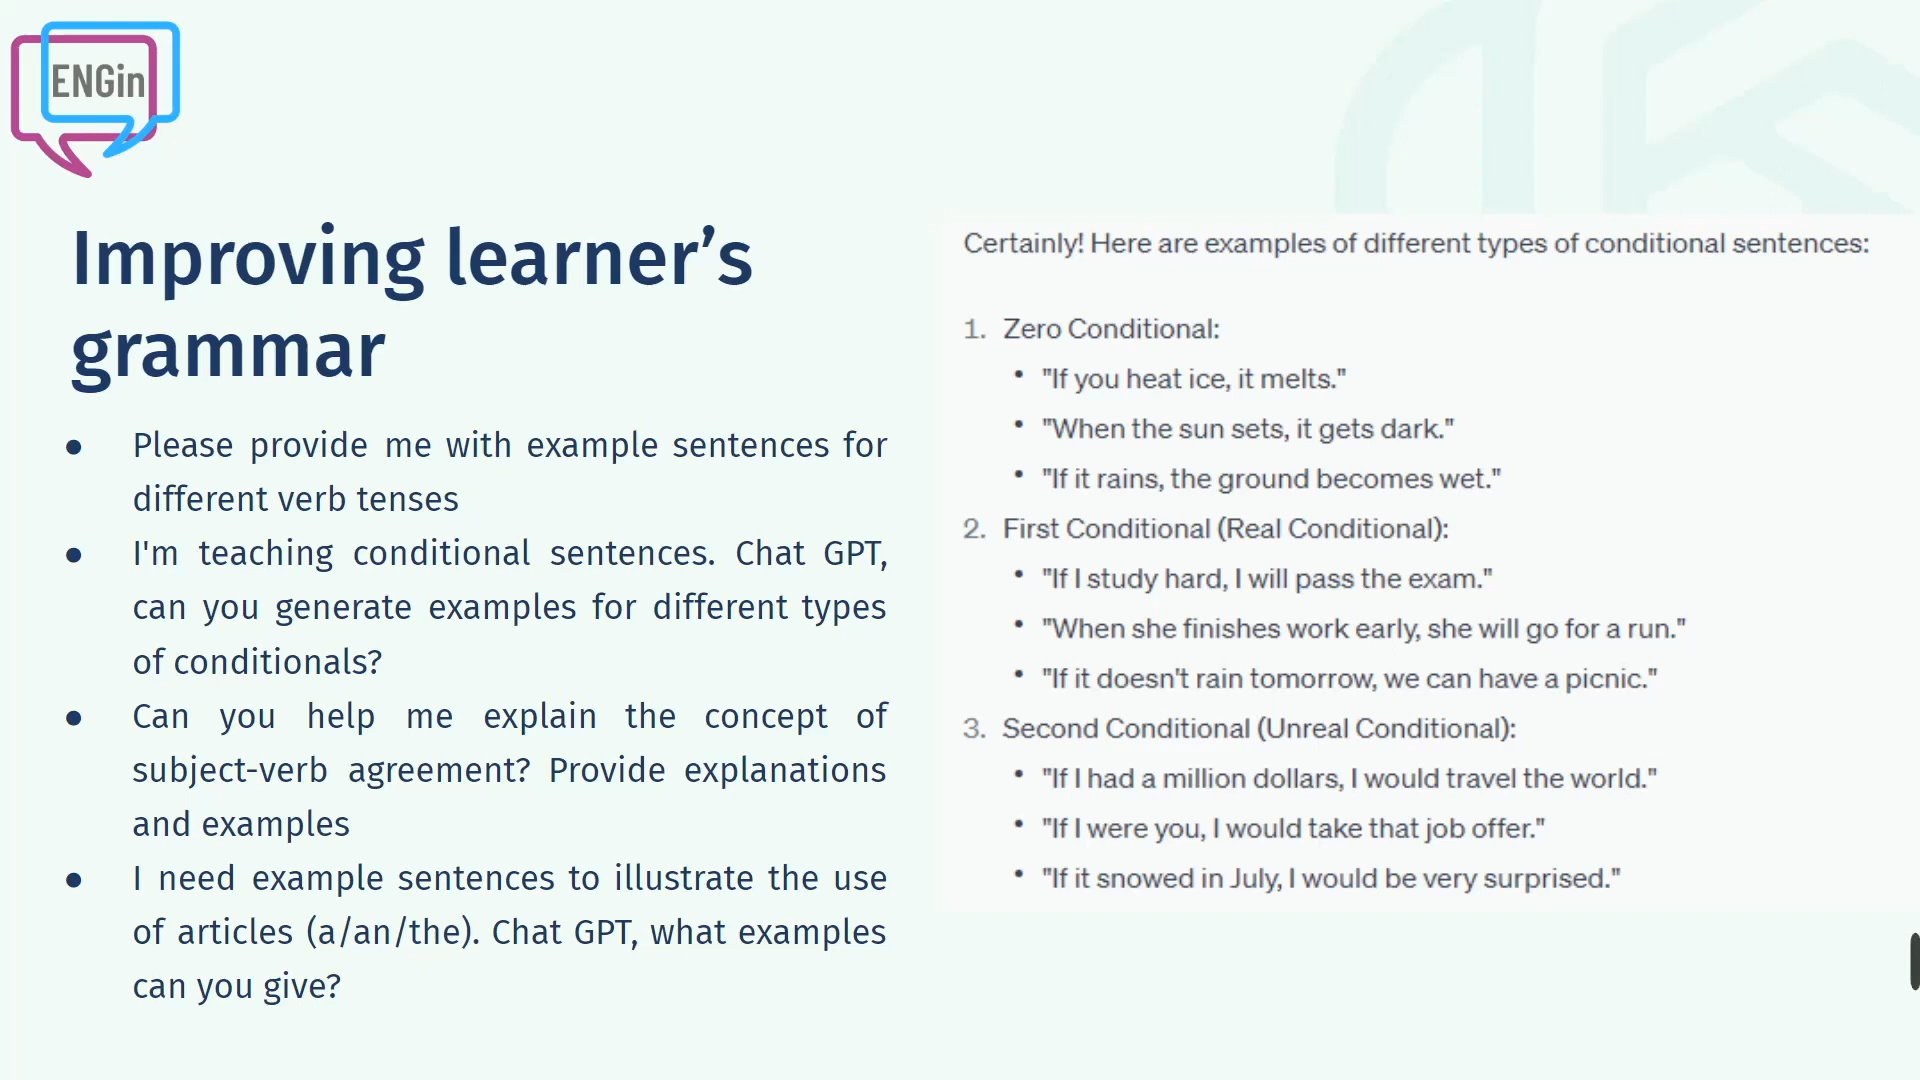 ENGin
Improving learner’s
grammar
● Please provide me with example sentences for
different verb tenses
● I'm teaching conditional sentences. Chat GPT,
can you generate examples for different types
of conditionals?
● Can you help me explain the concept of
subject-verb agreement? Provide explanations
and examples
● I need example sentences to illustrate the use
of articles (a/an/the). Chat GPT, what examples
can you give?
Certainly! Here are examples of different types of conditional sentences:
1. Zero Conditional:
• "If you heat ice, it melts."
• "When the sun sets, it gets dark."
• "If it rains, the ground becomes wet."
2. First Conditional (Real Conditional):
• "If I study hard, I will pass the exam."
• "When she finishes work early, she will go for a run."
• "If it doesn't rain tomorrow, we can have a picnic."
3. Second Conditional (Unreal Conditional):
• "If I had a million dollars, I would travel the world."
• "If I were you, I would take that job offer."
• "If it snowed in July, I would be very surprised."